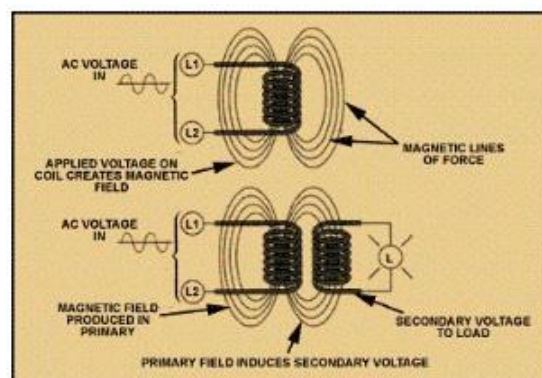 AC VOLTAGE
IN
L1
L2
APPLIED VOLTAGE ON
COIL CREATES MAGNETIC
FIELD
MAGNETIC LINES
OF FORCE
AC VOLTAGE
IN
L1
L2
L
MAGNETIC FIELD
PRODUCED IN
PRIMARY
SECONDARY VOLTAGE
TO LOAD
PRIMARY FIELD INDUCES SECONDARY VOLTAGE